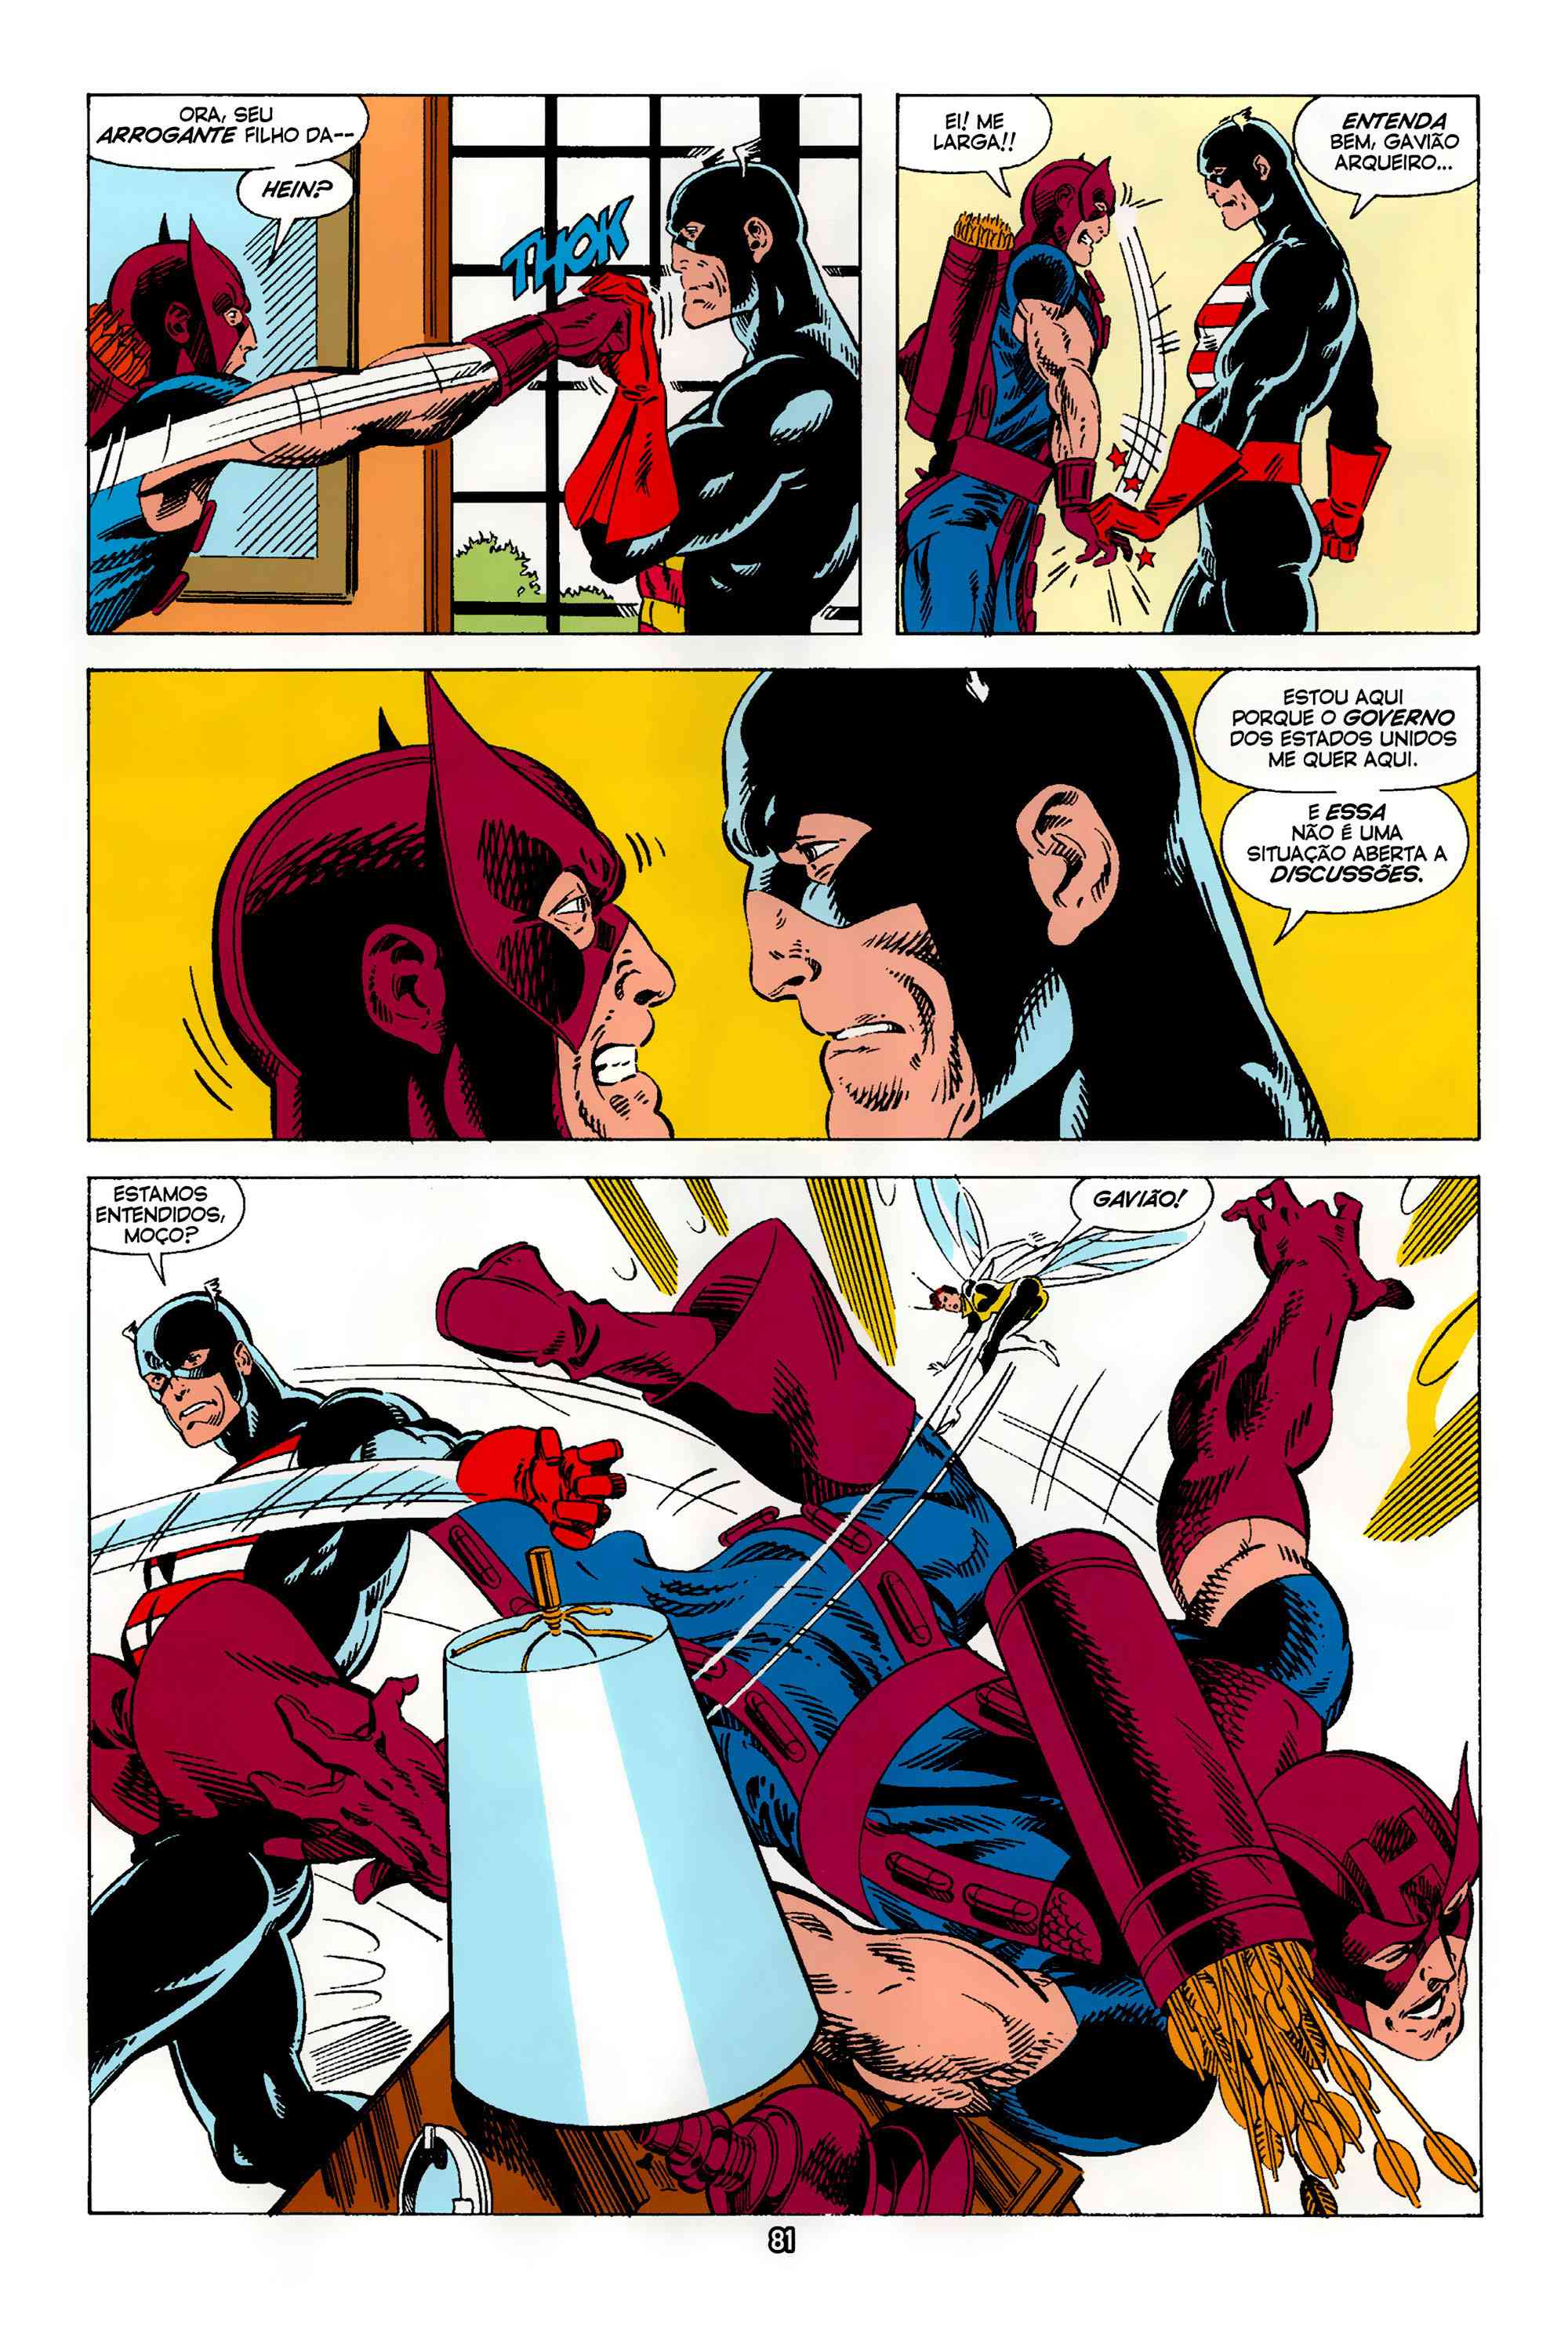 ORA, SEU
ARROGANTE FILHO DA--
HEIN?
THOK
EI! ME
LARGA!!
ENTENDA
BEM, GAVIÃO
ARQUEIRO...
ESTOU AQUI
PORQUE O GOVERNO
DOS ESTADOS UNIDOS
ME QUER AQUI.
E ESSA
NÃO É UMA
SITUAÇÃO ABERTA A
DISCUSSÕES.
ESTAMOS
ENTENDIDOS,
MOÇO?
GAVIÃO!
H
81